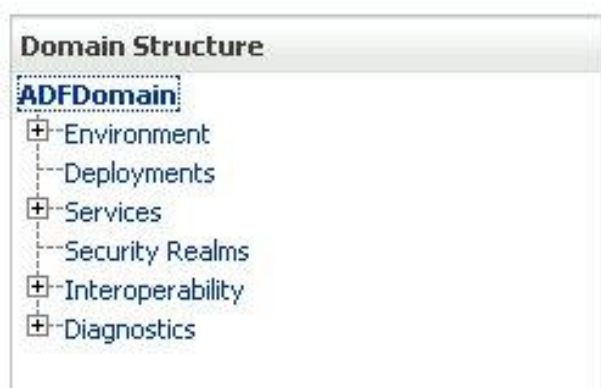 Domain Structure
ADFDomain
Environment
Deployments
Services
Security Realms
Interoperability
Diagnostics